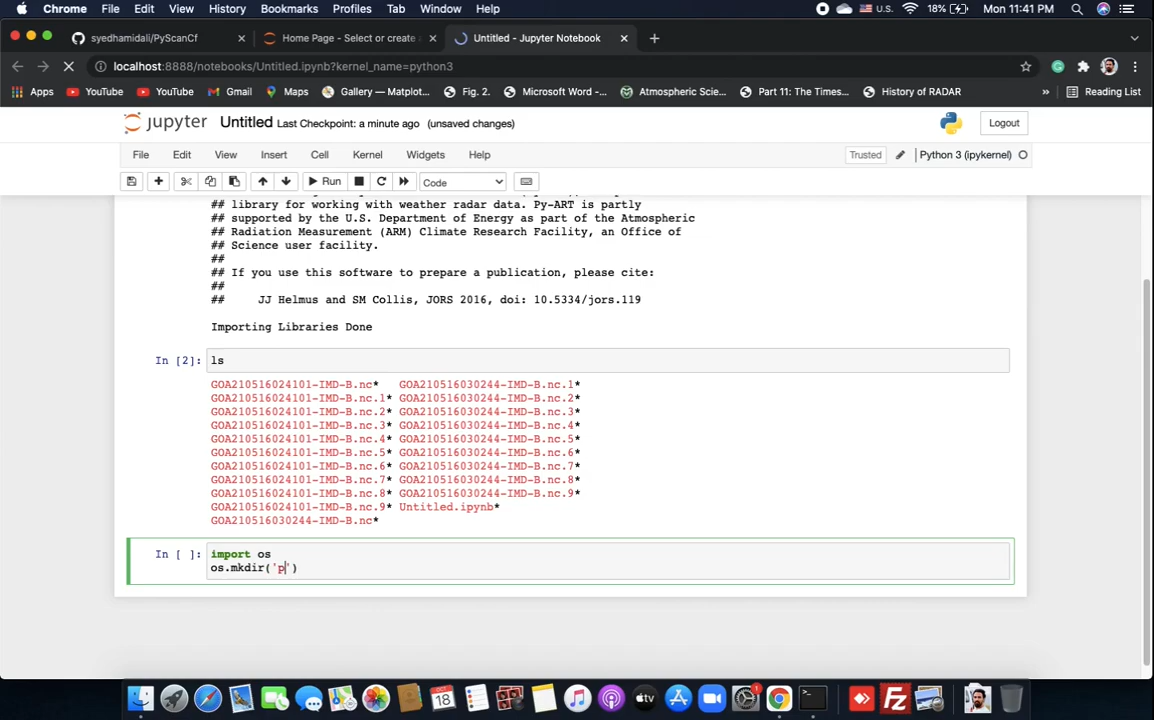 Chrome File Edit View History Bookmarks Profiles Tab Window Help U.S. 18% Mon 11:41 PM
syedhamidali/PyScanCf Home Page - Select or create a Untitled - Jupyter Notebook
localhost:8888/notebooks/Untitled.ipynb?kernel_name=python3
Apps YouTube YouTube Gmail Maps Gallery — Matplot... Fig. 2. Microsoft Word -... Atmospheric Scie... Part 11: The Times... History of RADAR » Reading List
jupyter Untitled Last Checkpoint: a minute ago (unsaved changes) Logout
File Edit View Insert Cell Kernel Widgets Help Trusted Python 3 (ipykernel)
Run Code
## library for working with weather radar data. Py-ART is partly
## supported by the U.S. Department of Energy as part of the Atmospheric
## Radiation Measurement (ARM) Climate Research Facility, an Office of
## Science user facility.
##
## If you use this software to prepare a publication, please cite:
##
## JJ Helmus and SM Collis, JORS 2016, doi: 10.5334/jors.119
Importing Libraries Done
In [2]: ls
GOA210516024101-IMD-B.nc* GOA210516030244-IMD-B.nc.1*
GOA210516024101-IMD-B.nc.1* GOA210516030244-IMD-B.nc.2*
GOA210516024101-IMD-B.nc.2* GOA210516030244-IMD-B.nc.3*
GOA210516024101-IMD-B.nc.3* GOA210516030244-IMD-B.nc.4*
GOA210516024101-IMD-B.nc.4* GOA210516030244-IMD-B.nc.5*
GOA210516024101-IMD-B.nc.5* GOA210516030244-IMD-B.nc.6*
GOA210516024101-IMD-B.nc.6* GOA210516030244-IMD-B.nc.7*
GOA210516024101-IMD-B.nc.7* GOA210516030244-IMD-B.nc.8*
GOA210516024101-IMD-B.nc.8* GOA210516030244-IMD-B.nc.9*
GOA210516024101-IMD-B.nc.9* Untitled.ipynb*
GOA210516030244-IMD-B.nc*
In [ ]: import os
os.mkdir('p')
OCT
18
tv
1
FZ